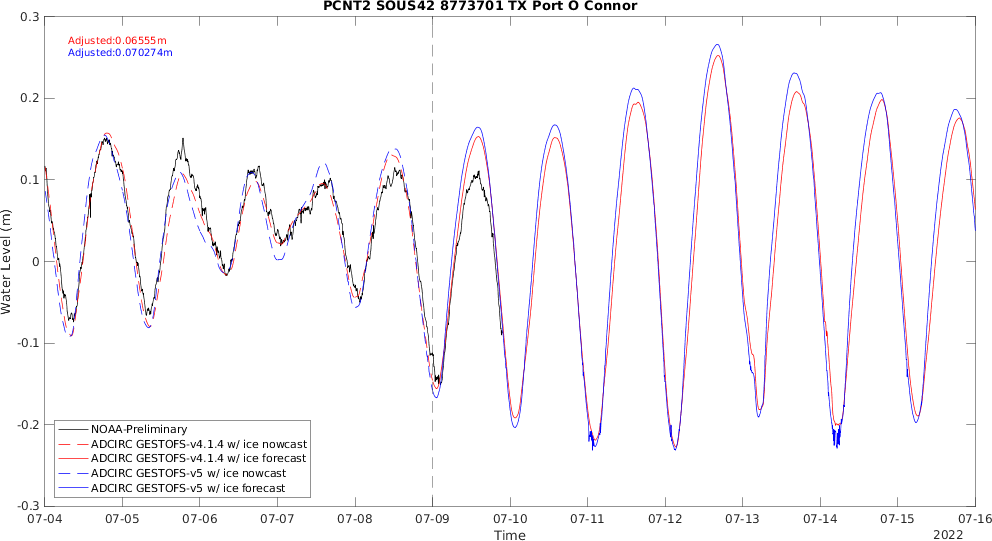 PCNT2 SOUS42 8773701 TX Port O Connor
Adjusted:0.06555m
Adjusted:0.070274m
0.3
0.2
0.1
0
-0.1
-0.2
-0.3
Water Level (m)
NOAA-Preliminary
ADCIRC GESTOFS-v4.1.4 w/ ice nowcast
ADCIRC GESTOFS-v4.1.4 w/ ice forecast
ADCIRC GESTOFS-v5 w/ ice nowcast
ADCIRC GESTOFS-v5 w/ ice forecast
07-04 07-05 07-06 07-07 07-08 07-09 07-10 07-11 07-12 07-13 07-14 07-15 07-16
Time
2022